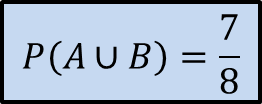 P(A ∪ B) = 7/8